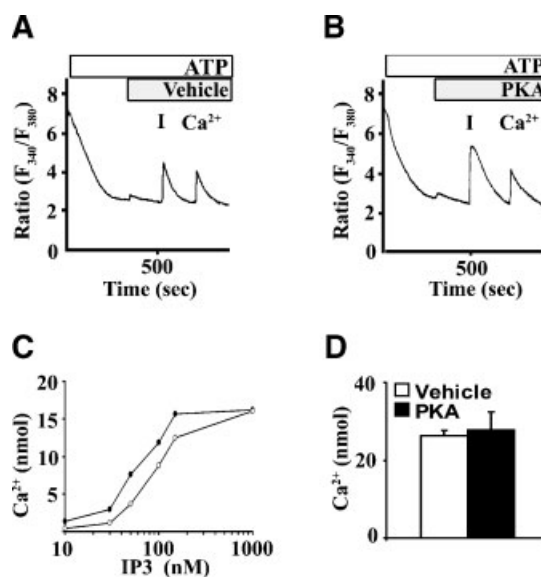 A
ATP
Vehicle
I Ca²⁺
Ratio (F₃₄₀/F₃₈₀)
8
6
4
2
0
500
Time (sec)
B
ATP
PKA
I Ca²⁺
Ratio (F₃₄₀/F₃₈₀)
8
6
4
2
0
500
Time (sec)
C
Ca²⁺ (nmol)
20
15
10
5
10 100 1000
IP3 (nM)
D
Vehicle
PKA
Ca²⁺ (nmol)
40
20
0